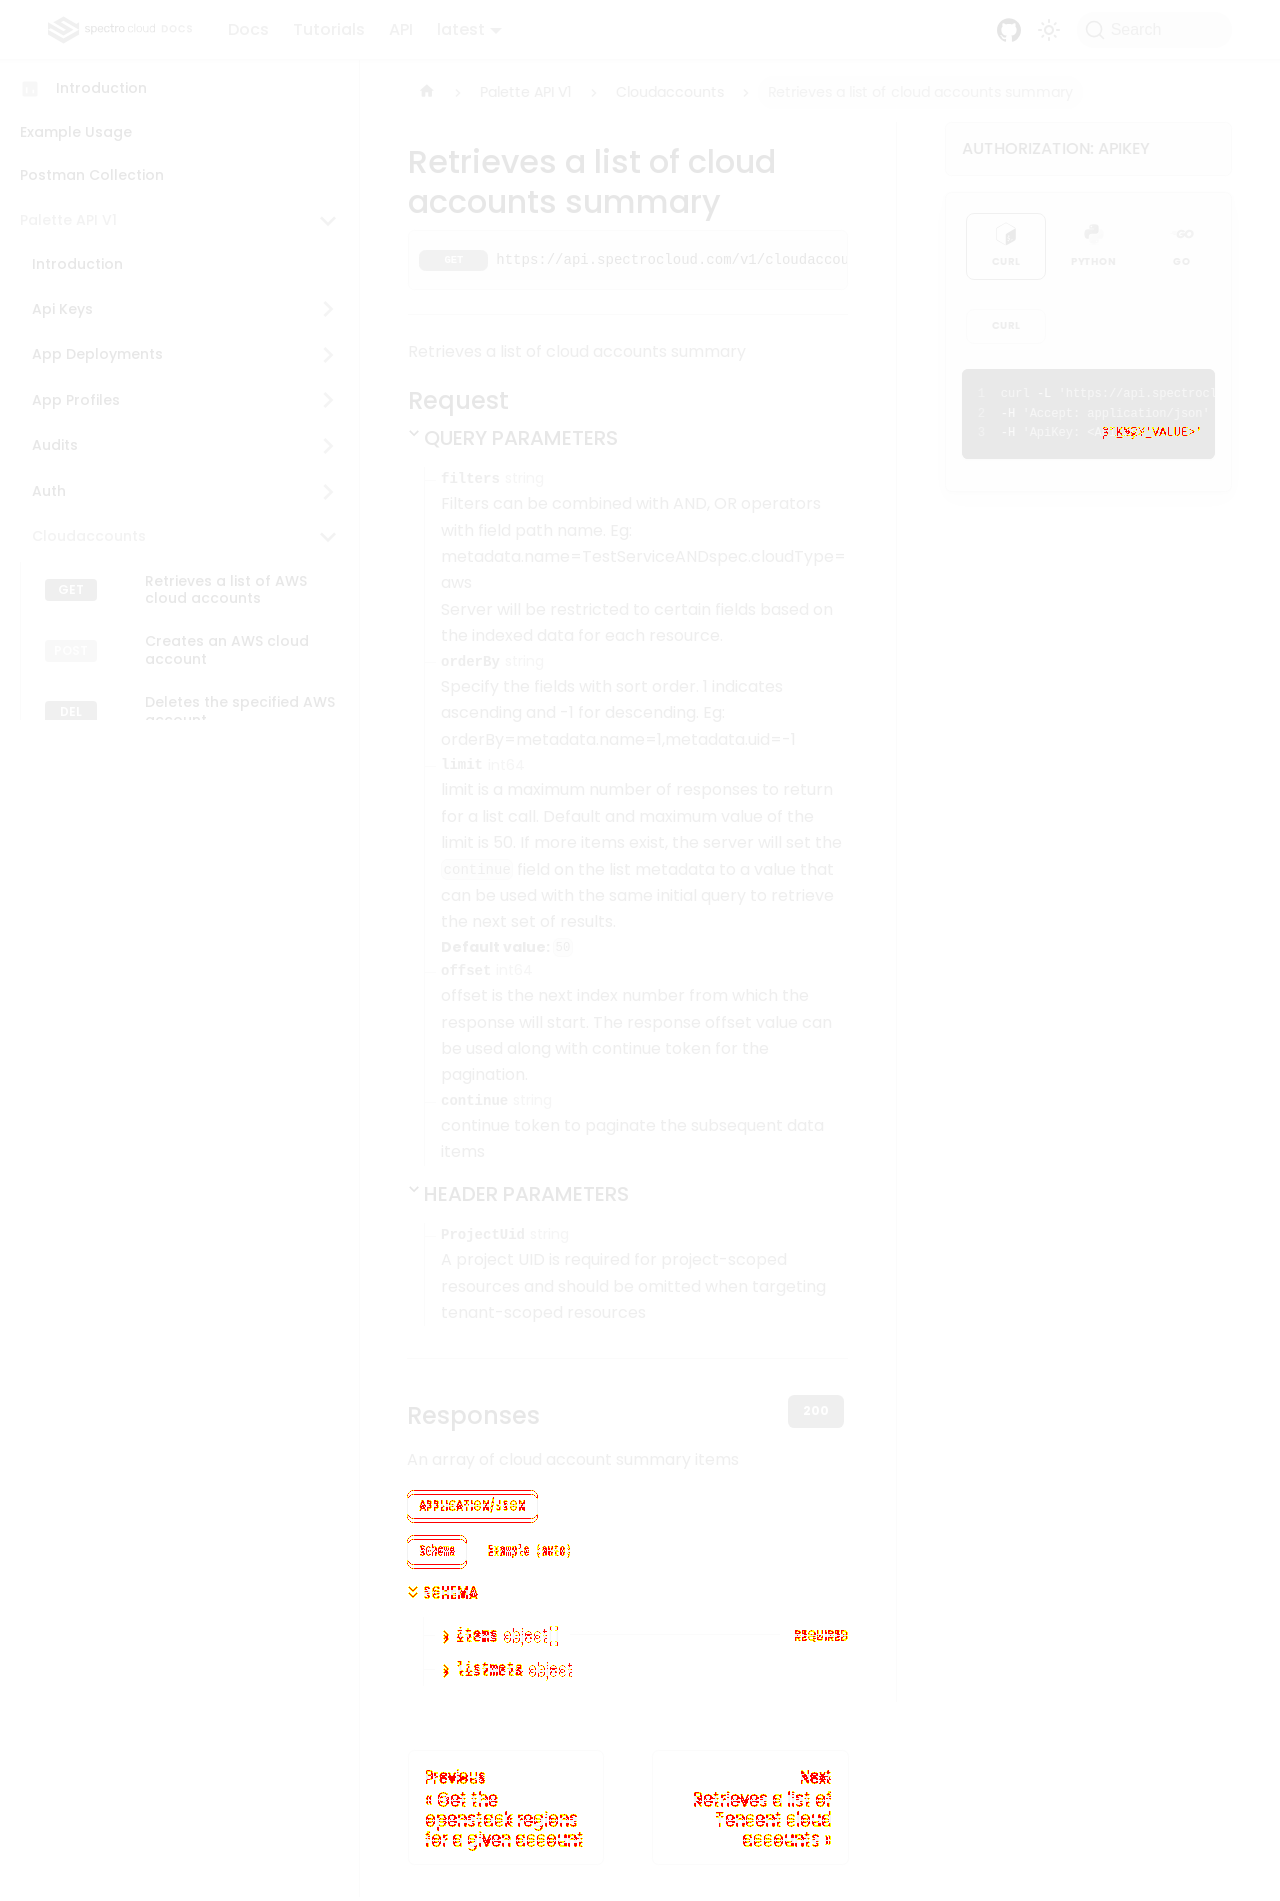 spectro cloud DOCS
Docs
Tutorials
API
latest
Search
Introduction
Example Usage
Postman Collection
Palette API V1
Introduction
Api Keys
App Deployments
App Profiles
Audits
Auth
Cloudaccounts
GET
Retrieves a list of AWS
cloud accounts
POST
Creates an AWS cloud
account
DEL
Deletes the specified AWS
account
Palette API V1
Cloudaccounts
Retrieves a list of cloud accounts summary
Retrieves a list of cloud
accounts summary
GET
https://api.spectrocloud.com/v1/cloudaccou
Retrieves a list of cloud accounts summary
Request
QUERY PARAMETERS
filters string
Filters can be combined with AND, OR operators
with field path name. Eg:
metadata.name=TestServiceANDspec.cloudType=
aws
Server will be restricted to certain fields based on
the indexed data for each resource.
orderBy string
Specify the fields with sort order. 1 indicates
ascending and -1 for descending. Eg:
orderBy=metadata.name=1,metadata.uid=-1
limit int64
limit is a maximum number of responses to return
for a list call. Default and maximum value of the
limit is 50. If more items exist, the server will set the
continue field on the list metadata to a value that
can be used with the same initial query to retrieve
the next set of results.
Default value: 50
offset int64
offset is the next index number from which the
response will start. The response offset value can
be used along with continue token for the
pagination.
continue string
continue token to paginate the subsequent data
items
HEADER PARAMETERS
ProjectUid string
A project UID is required for project-scoped
resources and should be omitted when targeting
tenant-scoped resources
Responses
200
An array of cloud account summary items
APPLICATION/JSON
Schema
Example (auto)
SCHEMA
items object[]
REQUIRED
listmeta object
Previous
« Get the
openstack regions
for a given account
Next
Retrieves a list of
Tencent cloud
accounts »
AUTHORIZATION: APIKEY
CURL
PYTHON
GO
GO
CURL
1 curl -L 'https://api.spectrocl
2 -H 'Accept: application/json'
3 -H 'ApiKey: VALUE>'